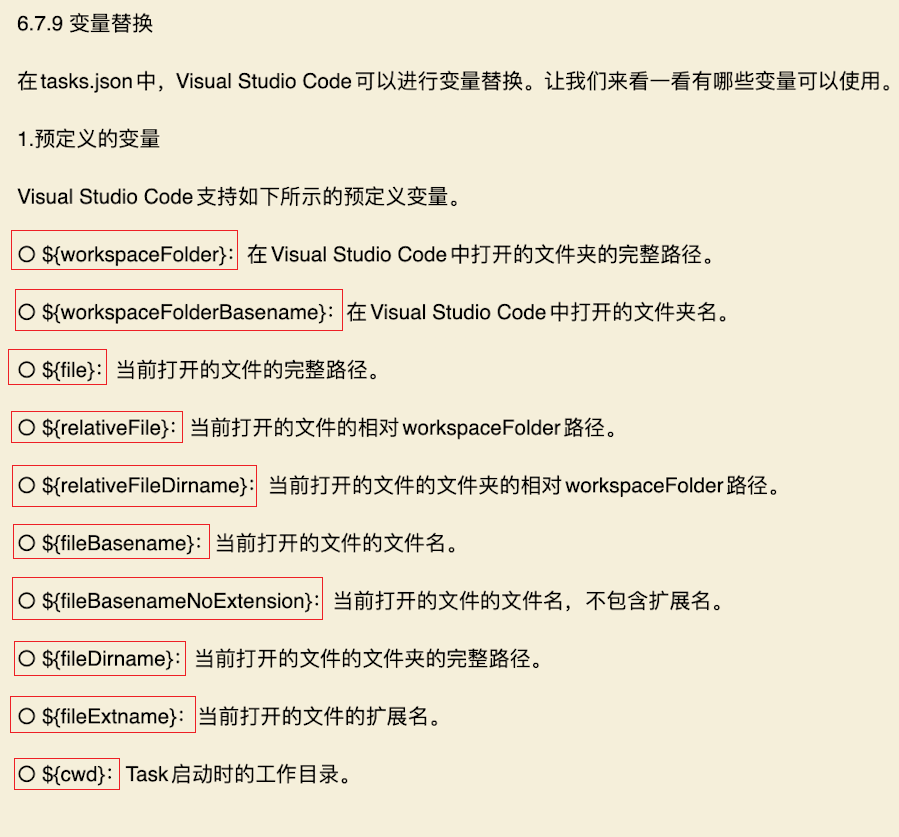 6.7.9 变量替换
在tasks.json中，Visual Studio Code可以进行变量替换。让我们来看一看有哪些变量可以使用。
1.预定义的变量
Visual Studio Code支持如下所示的预定义变量。
○ ${workspaceFolder}：在Visual Studio Code中打开的文件夹的完整路径。
○ ${workspaceFolderBasename}：在Visual Studio Code中打开的文件夹名。
○ ${file}：当前打开的文件的完整路径。
○ ${relativeFile}：当前打开的文件的相对workspaceFolder路径。
○ ${relativeFileDirname}：当前打开的文件的文件夹的相对workspaceFolder路径。
○ ${fileBasename}：当前打开的文件的文件名。
○ ${fileBasenameNoExtension}：当前打开的文件的文件名，不包含扩展名。
○ ${fileDirname}：当前打开的文件的文件夹的完整路径。
○ ${fileExtname}：当前打开的文件的扩展名。
○ ${cwd}：Task启动时的工作目录。